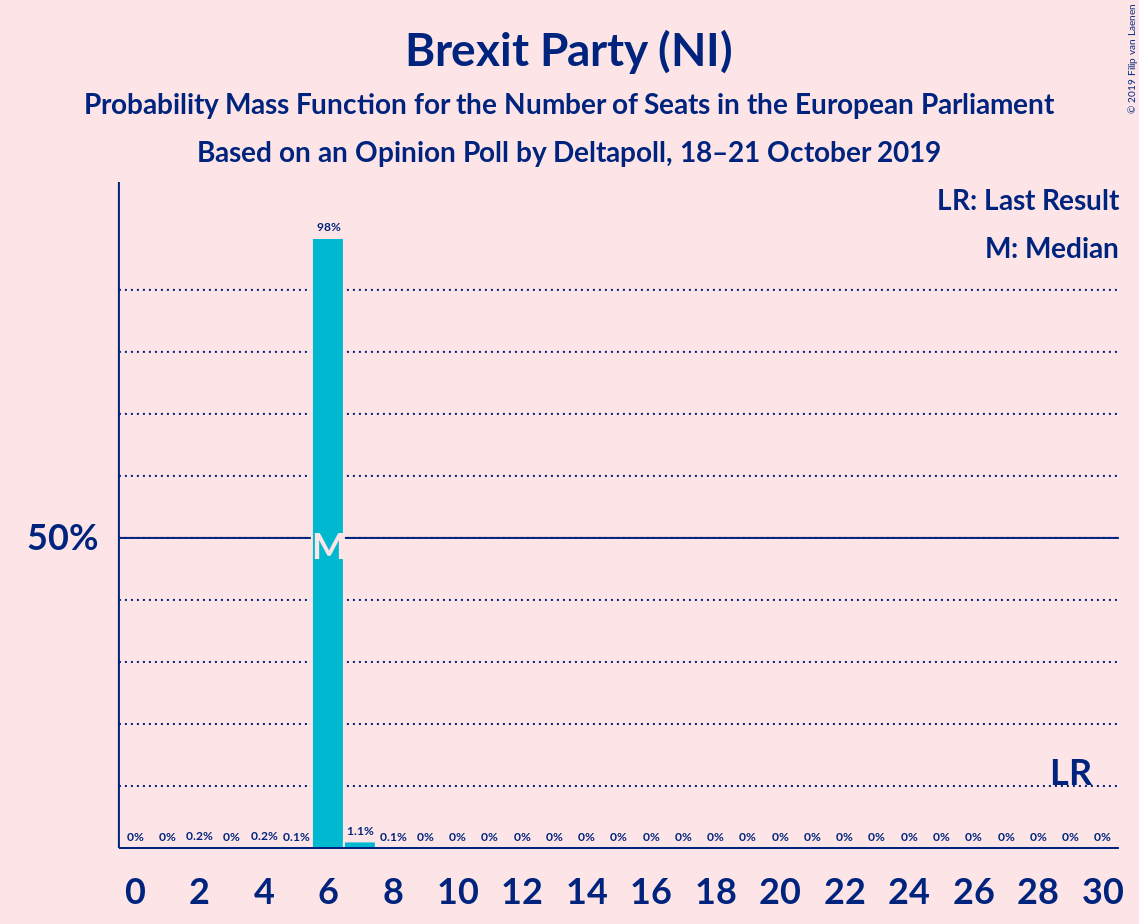 Brexit Party (NI)
Probability Mass Function for the Number of Seats in the European Parliament
Based on an Opinion Poll by Deltapoll, 18–21 October 2019
© 2019 Filip van Laenen
LR: Last Result
M: Median
98%
50%
M
LR
0% 0% 0.2% 0% 0.2% 0.1% 1.1% 0.1% 0% 0% 0% 0% 0% 0% 0% 0% 0% 0% 0% 0% 0% 0% 0% 0% 0% 0% 0% 0% 0% 0%
0 2 4 6 8 10 12 14 16 18 20 22 24 26 28 30